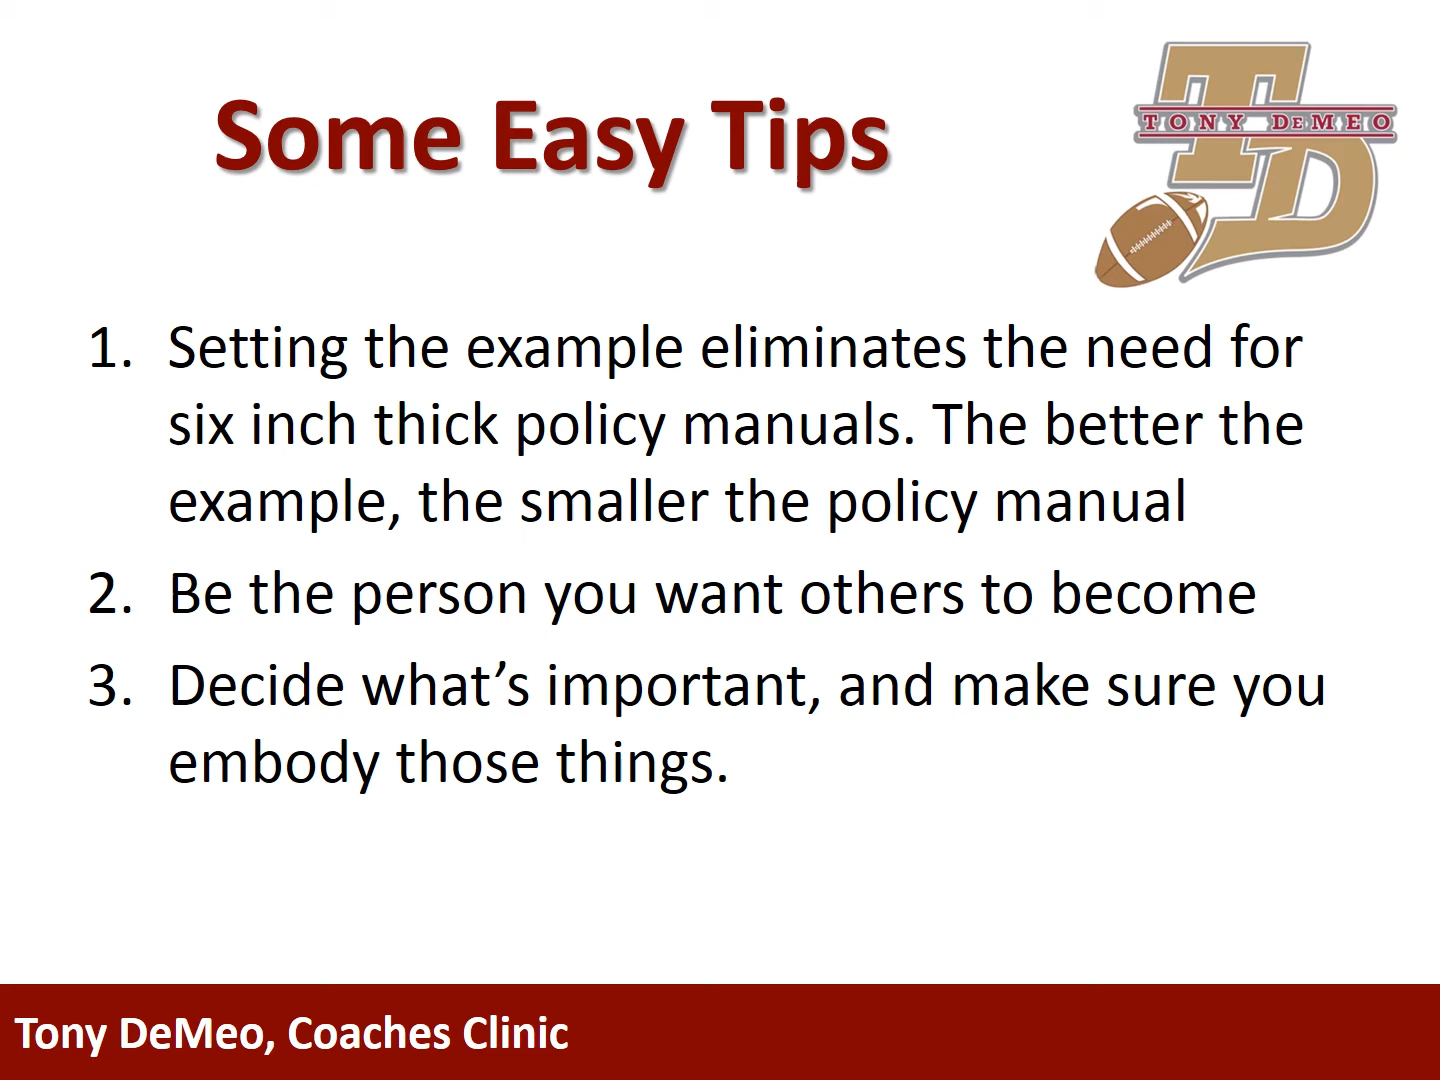 Some Easy Tips
TONY DEMEO
1. Setting the example eliminates the need for
six inch thick policy manuals. The better the
example, the smaller the policy manual
2. Be the person you want others to become
3. Decide what’s important, and make sure you
embody those things.
Tony DeMeo, Coaches Clinic